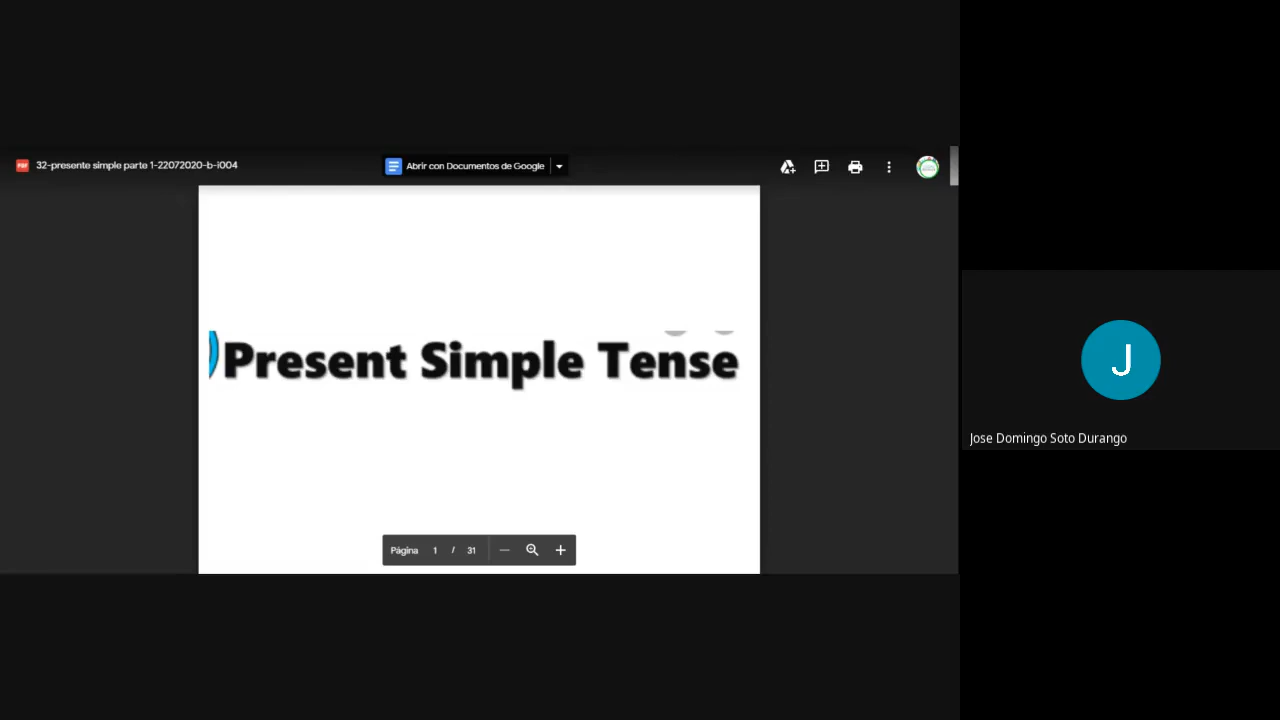 32-presente simple parte 1-22072020-b-i004
Abrir con Documentos de Google
Present Simple Tense
Página 1 / 31
J
Jose Domingo Soto Durango